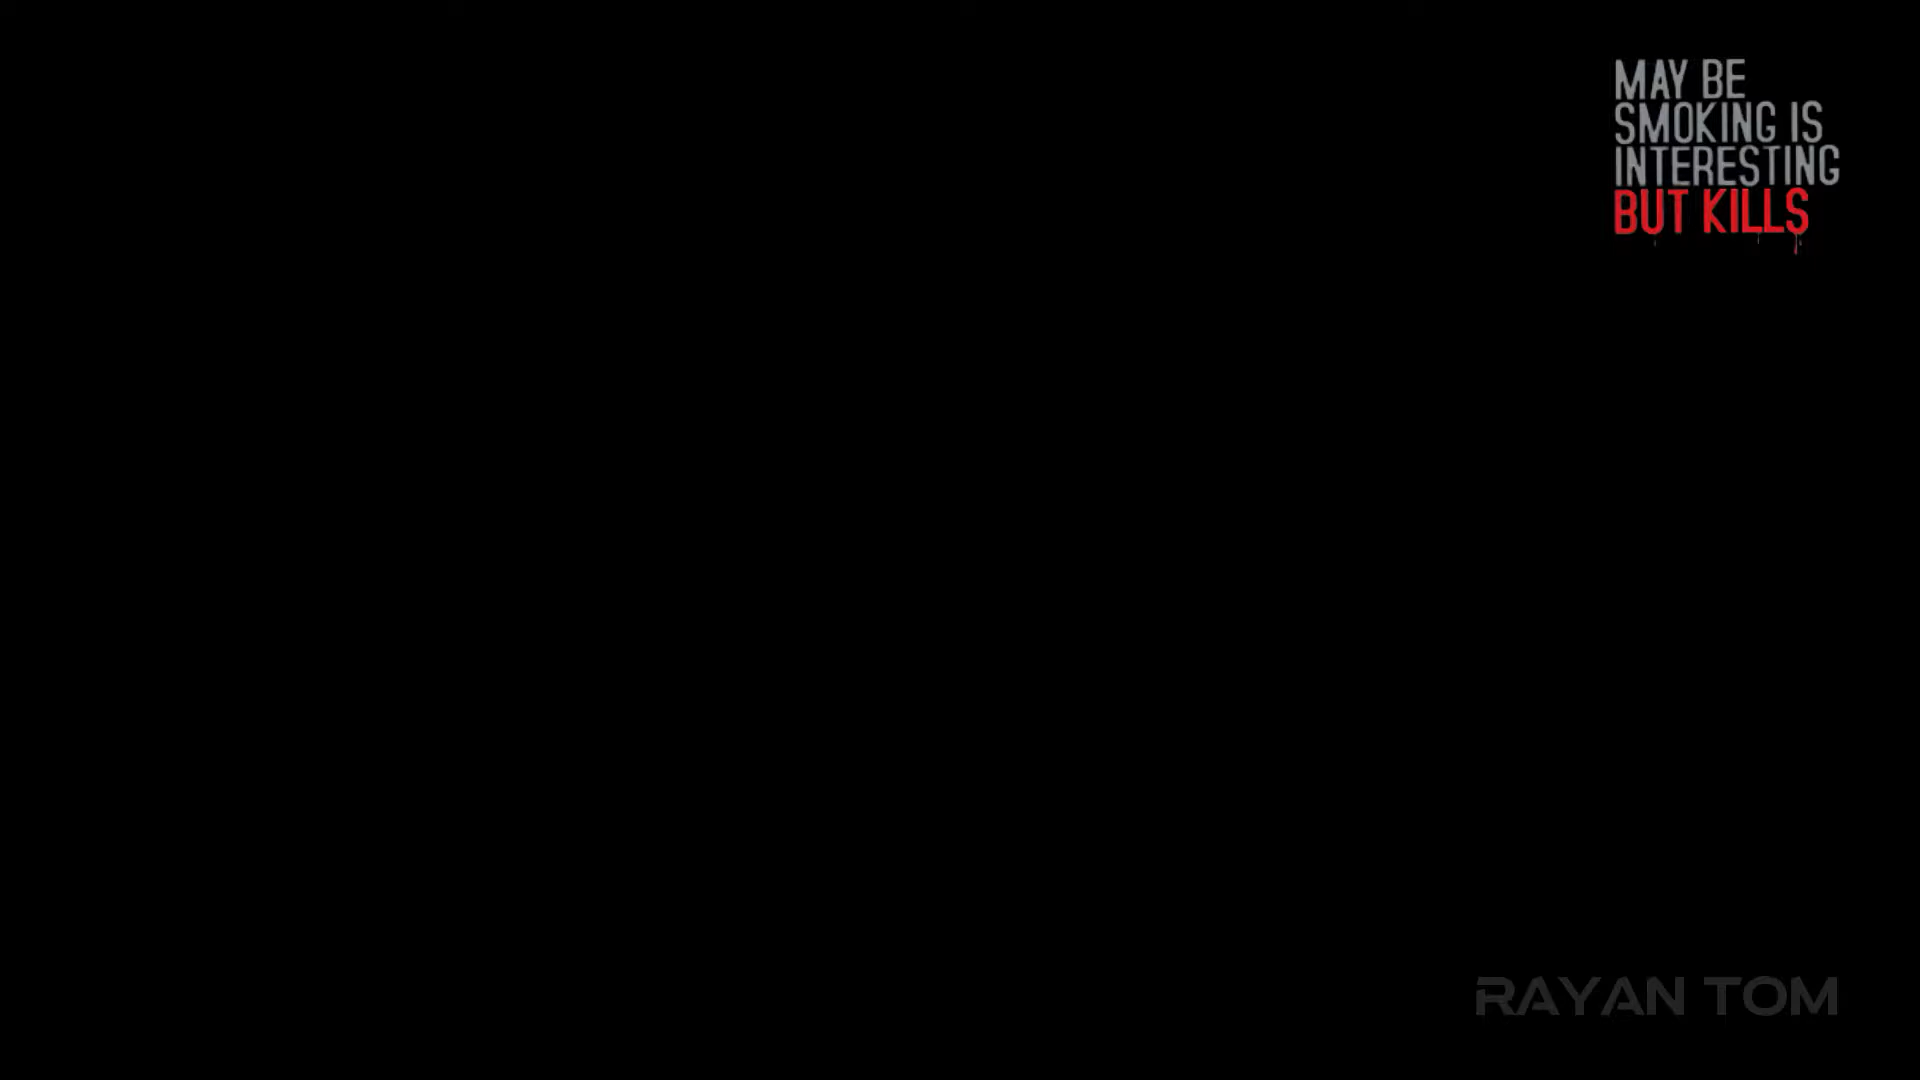 MAY BE
SMOKING IS
INTERESTING
BUT KILLS
RAYAN TOM